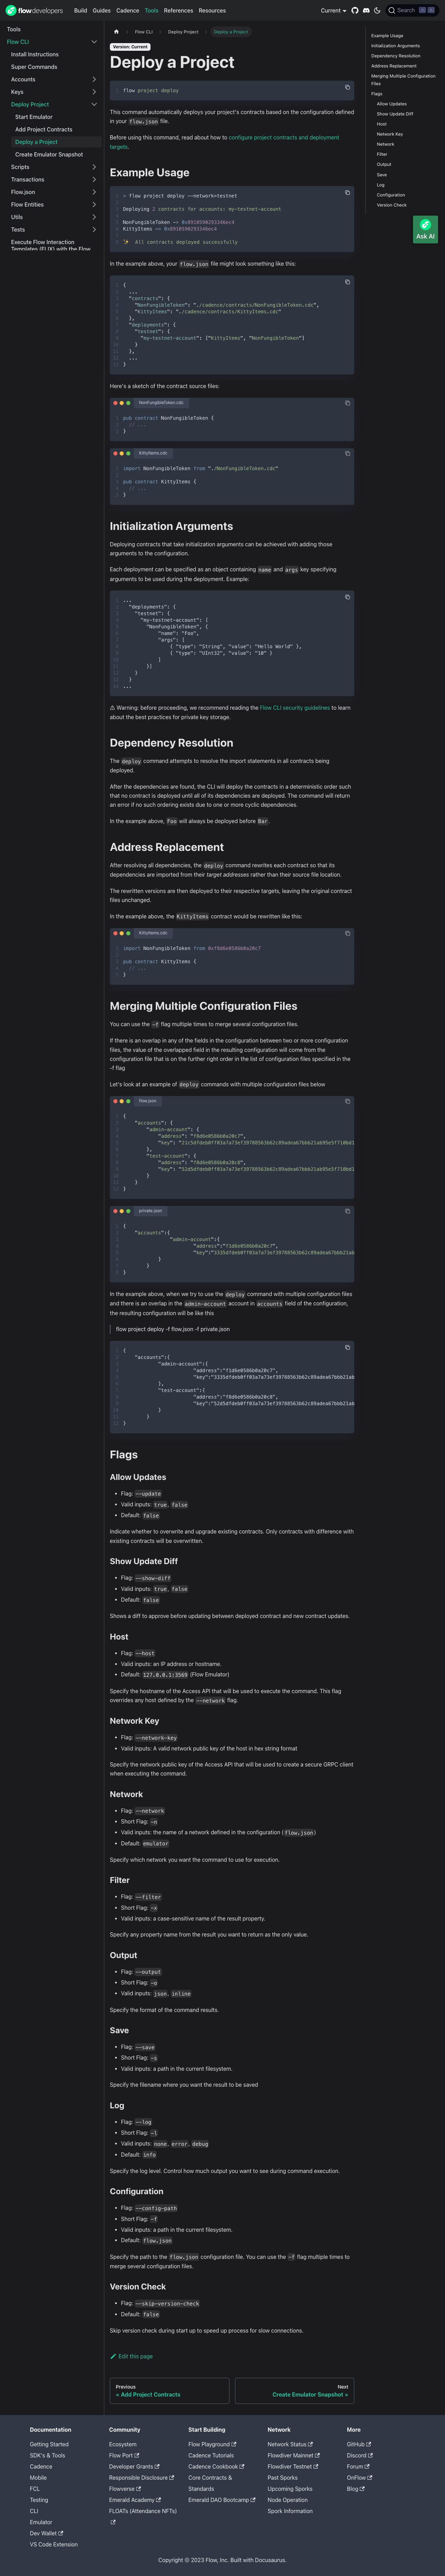 flowdevelopers Build Guides Cadence Tools References Resources Current Search
Tools
Flow CLI
Install Instructions
Super Commands
Accounts
Keys
Deploy Project
Start Emulator
Add Project Contracts
Deploy a Project
Create Emulator Snapshot
Scripts
Transactions
Flow.json
Flow Entities
Utils
Tests
Execute Flow Interaction
Templates (FLIX) with the Flow
Flow CLI Deploy Project Deploy a Project
Version: Current
Deploy a Project
flow project deploy
This command automatically deploys your project's contracts based on the configuration defined
in your flow.json file.
Before using this command, read about how to configure project contracts and deployment
targets.
Example Usage
> flow project deploy --network=testnet
Deploying 2 contracts for accounts: my-testnet-account
NonFungibleToken -> 0x8910590293346ec4
KittyItems -> 0x8910590293346ec4
✨ All contracts deployed successfully
In the example above, your flow.json file might look something like this:
{
...
"contracts": {
"NonFungibleToken": "./cadence/contracts/NonFungibleToken.cdc",
"KittyItems": "./cadence/contracts/KittyItems.cdc"
},
"deployments": {
"testnet": {
"my-testnet-account": ["KittyItems", "NonFungibleToken"]
}
},
...
}
Here's a sketch of the contract source files:
NonFungibleToken.cdc
pub contract NonFungibleToken {
// ...
}
KittyItems.cdc
import NonFungibleToken from "./NonFungibleToken.cdc"
pub contract KittyItems {
// ...
}
Initialization Arguments
Deploying contracts that take initialization arguments can be achieved with adding those
arguments to the configuration.
Each deployment can be specified as an object containing name and args key specifying
arguments to be used during the deployment. Example:
...
"deployments": {
"testnet": {
"my-testnet-account": [
"NonFungibleToken", {
"name": "Foo",
"args": [
{ "type": "String", "value": "Hello World" },
{ "type": "UInt32", "value": "10" }
]
}]
}
}
...
⚠ Warning: before proceeding, we recommend reading the Flow CLI security guidelines to learn
about the best practices for private key storage.
Dependency Resolution
The deploy command attempts to resolve the import statements in all contracts being
deployed.
After the dependencies are found, the CLI will deploy the contracts in a deterministic order such
that no contract is deployed until all of its dependencies are deployed. The command will return
an error if no such ordering exists due to one or more cyclic dependencies.
In the example above, Foo will always be deployed before Bar.
Address Replacement
After resolving all dependencies, the deploy command rewrites each contract so that its
dependencies are imported from their target addresses rather than their source file location.
The rewritten versions are then deployed to their respective targets, leaving the original contract
files unchanged.
In the example above, the KittyItems contract would be rewritten like this:
KittyItems.cdc
import NonFungibleToken from 0xf8d6e0586b0a20c7
pub contract KittyItems {
// ...
}
Merging Multiple Configuration Files
You can use the -f flag multiple times to merge several configuration files.
If there is an overlap in any of the fields in the configuration between two or more configuration
files, the value of the overlapped field in the resulting configuration will come from the
configuration file that is on the further right order in the list of configuration files specified in the
-f flag
Let's look at an example of deploy commands with multiple configuration files below
flow.json
{
"accounts": {
"admin-account": {
"address": "f8d6e0586b0a20c7",
},
"test-account": {
"address": "f8d6e0586b0a20c8",
}
}
}
private.json
{
"accounts":{
"admin-account":{
"address":"f1d6e0586b0a20c7",
}
}
}
In the example above, when we try to use the deploy command with multiple configuration files
and there is an overlap in the admin-account account in accounts field of the configuration,
the resulting configuration will be like this
flow project deploy -f flow.json -f private.json
{
"accounts":{
"admin-account":{
"address":"f1d6e0586b0a20c7",
},
"test-account":{
"address":"f8d6e0586b0a20c8",
}
}
}
Flags
Allow Updates
Flag: --update
Valid inputs: true, false
Default: false
Indicate whether to overwrite and upgrade existing contracts. Only contracts with difference with
existing contracts will be overwritten.
Show Update Diff
Flag: --show-diff
Valid inputs: true, false
Default: false
Shows a diff to approve before updating between deployed contract and new contract updates.
Host
Flag: --host
Valid inputs: an IP address or hostname.
Default: 127.0.0.1:3569 (Flow Emulator)
Specify the hostname of the Access API that will be used to execute the command. This flag
overrides any host defined by the --network flag.
Network Key
Flag: --network-key
Valid inputs: A valid network public key of the host in hex string format
Specify the network public key of the Access API that will be used to create a secure GRPC client
when executing the command.
Network
Flag: --network
Short Flag: -n
Valid inputs: the name of a network defined in the configuration (flow.json)
Default: emulator
Specify which network you want the command to use for execution.
Filter
Flag: --filter
Short Flag: -x
Valid inputs: a case-sensitive name of the result property.
Specify any property name from the result you want to return as the only value.
Output
Flag: --output
Short Flag: -o
Valid inputs: json, inline
Specify the format of the command results.
Save
Flag: --save
Short Flag: -s
Valid inputs: a path in the current filesystem.
Specify the filename where you want the result to be saved
Log
Flag: --log
Short Flag: -l
Valid inputs: none, error, debug
Default: info
Specify the log level. Control how much output you want to see during command execution.
Configuration
Flag: --config-path
Short Flag: -f
Valid inputs: a path in the current filesystem.
Default: flow.json
Specify the path to the flow.json configuration file. You can use the -f flag multiple times to
merge several configuration files.
Version Check
Flag: --skip-version-check
Default: false
Skip version check during start up to speed up process for slow connections.
Edit this page
Previous
« Add Project Contracts
Next
Create Emulator Snapshot »
Example Usage
Initialization Arguments
Dependency Resolution
Address Replacement
Merging Multiple Configuration
Files
Flags
Allow Updates
Show Update Diff
Host
Network Key
Network
Filter
Output
Save
Log
Configuration
Version Check
Ask AI
Documentation
Getting Started
SDK's & Tools
Cadence
Mobile
FCL
Testing
CLI
Emulator
Dev Wallet
VS Code Extension
Community
Ecosystem
Flow Port
Developer Grants
Responsible Disclosure
Flowverse
Emerald Academy
FLOATs (Attendance NFTs)
Start Building
Flow Playground
Cadence Tutorials
Cadence Cookbook
Core Contracts &
Standards
Emerald DAO Bootcamp
Network
Network Status
Flowdiver Mainnet
Flowdiver Testnet
Past Sporks
Upcoming Sporks
Node Operation
Spork Information
More
GitHub
Discord
Forum
OnFlow
Blog
Copyright © 2023 Flow, Inc. Built with Docusaurus.